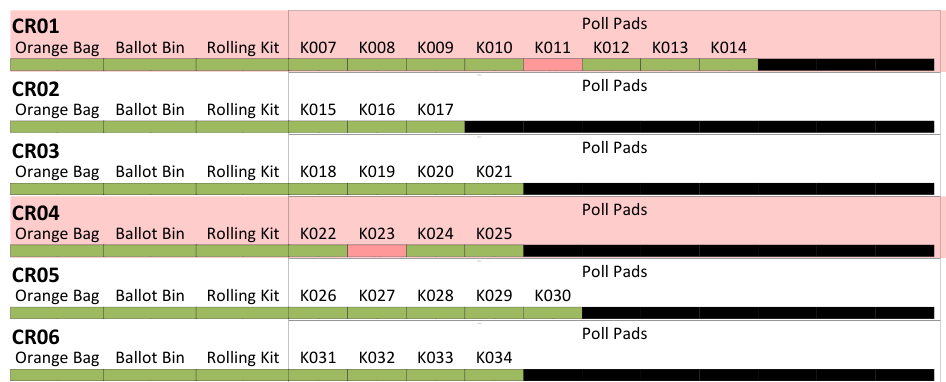 CR01
Poll Pads
Orange Bag Ballot Bin Rolling Kit K007 K008 K009 K010 K011 K012 K013 K014
CR02
Poll Pads
Orange Bag Ballot Bin Rolling Kit K015 K016 K017
CR03
Poll Pads
Orange Bag Ballot Bin Rolling Kit K018 K019 K020 K021
CR04
Poll Pads
Orange Bag Ballot Bin Rolling Kit K022 K023 K024 K025
CR05
Poll Pads
Orange Bag Ballot Bin Rolling Kit K026 K027 K028 K029 K030
CR06
Poll Pads
Orange Bag Ballot Bin Rolling Kit K031 K032 K033 K034